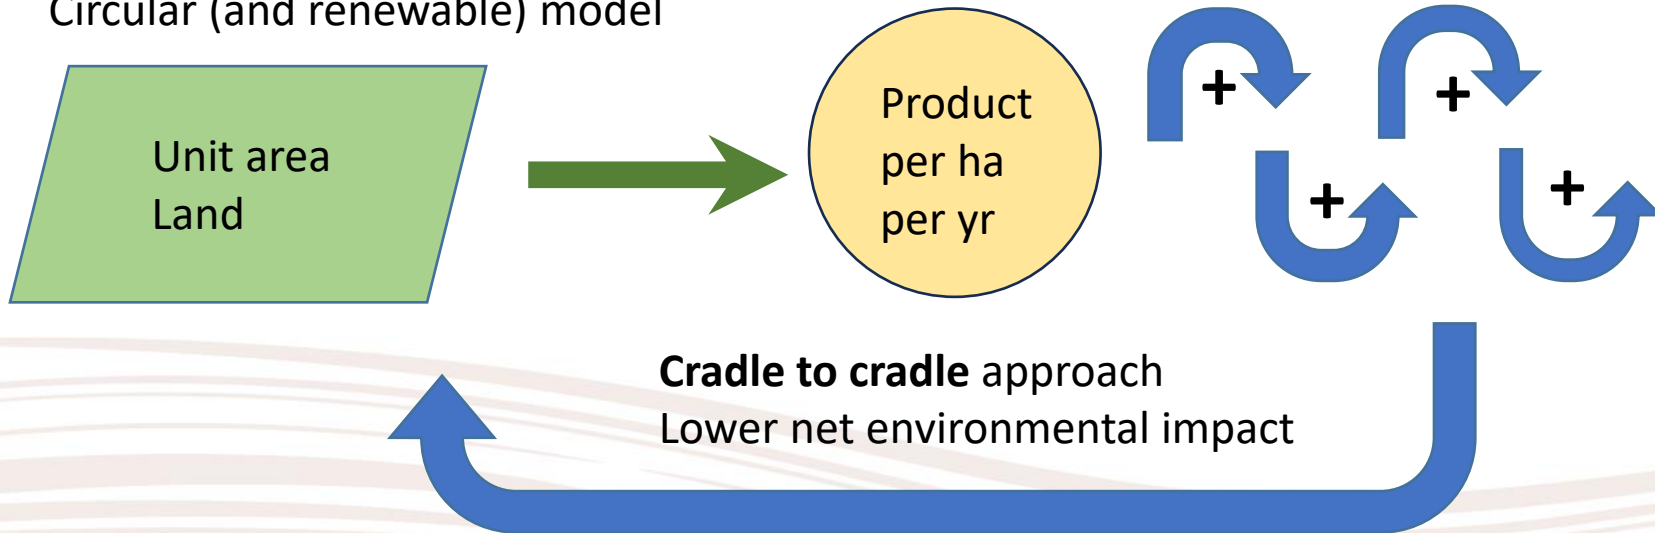 Circular (and renewable) model
Unit area
Land
Product
per ha
per yr
+
+
+
+
Cradle to cradle approach
Lower net environmental impact